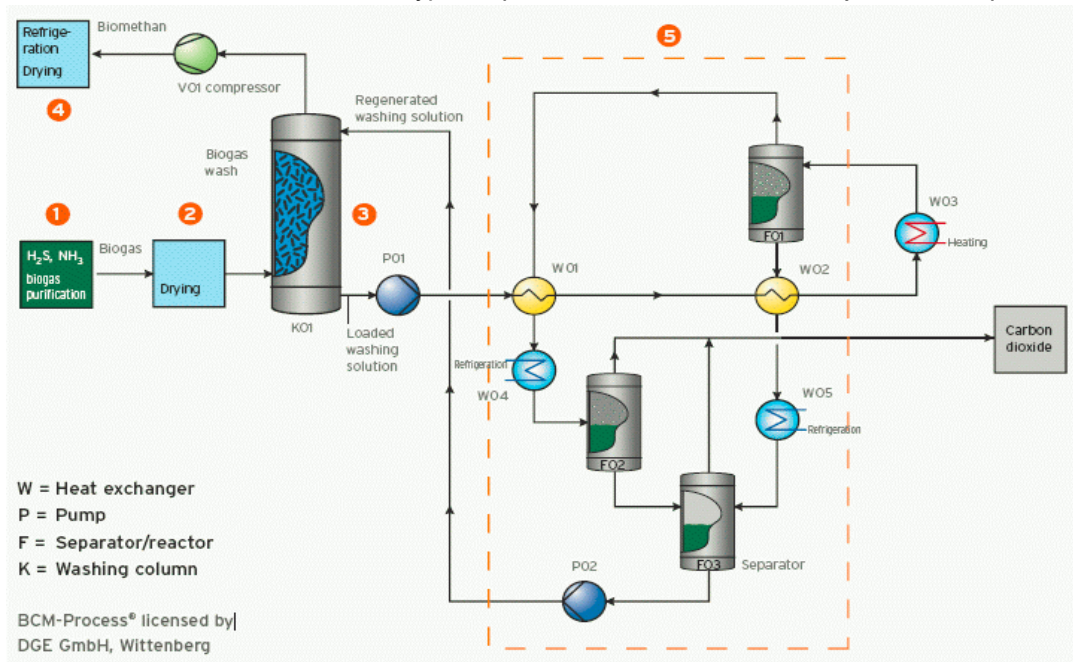 Biomethan
Refrige-
ration
Drying
4
V01 compressor
5
Regenerated
washing solution
Biogas
wash
1
2
3
H₂S, NH₃
biogas
purification
Biogas
Drying
K01
P01
Loaded
washing
solution
W01
W02
F01
W03
Heating
Carbon
dioxide
Refrigeration
W04
W05
Refrigeration
F02
F03
Separator
P02
W = Heat exchanger
P = Pump
F = Separator/reactor
K = Washing column
BCM-Process® licensed by
DGE GmbH, Wittenberg